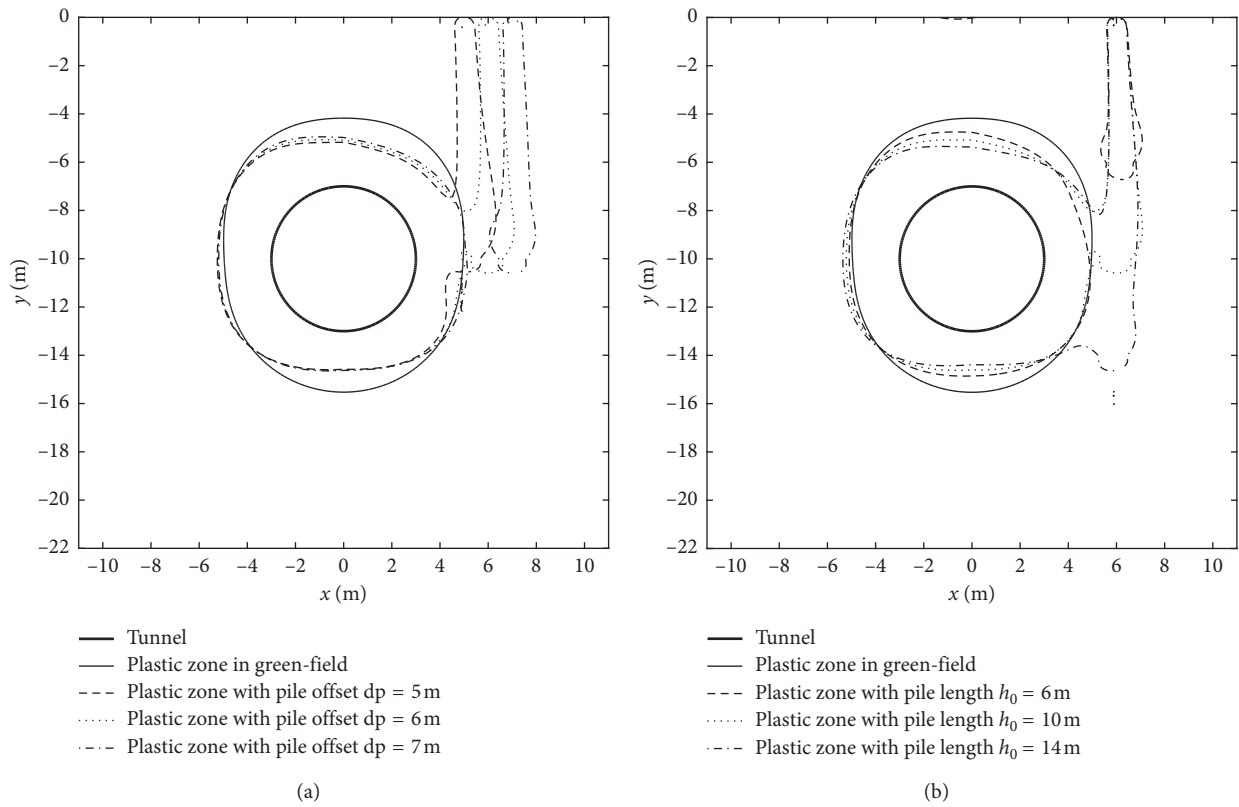 0
−2
−4
−6
−8
−10
−12
−14
−16
−18
−20
−22
y (m)
−10 −8 −6 −4 −2 0 2 4 6 8 10
x (m)
Tunnel
Plastic zone in green-field
Plastic zone with pile offset dp = 5 m
Plastic zone with pile offset dp = 6 m
Plastic zone with pile offset dp = 7 m
(a)
0
−2
−4
−6
−8
−10
−12
−14
−16
−18
−20
−22
y (m)
−10 −8 −6 −4 −2 0 2 4 6 8 10
x (m)
Tunnel
Plastic zone in green-field
Plastic zone with pile length h₀ = 6 m
Plastic zone with pile length h₀ = 10 m
Plastic zone with pile length h₀ = 14 m
(b)